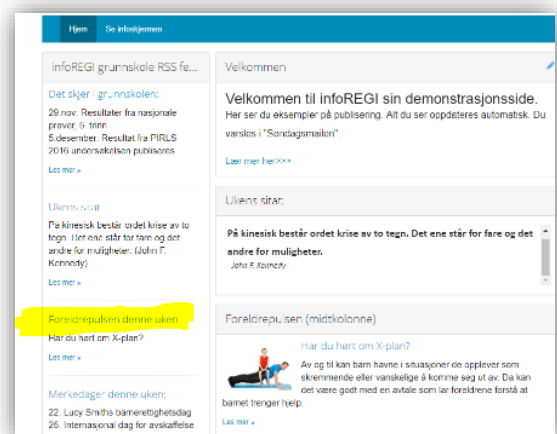 Hjem Se infoskjermen
infoREGI grunnskole RSS fe...
Det skjer i grunnskolen:
29.nov. Resultater fra nasjonale
prøver, 5. trinn
5.desember. Resultat fra PIRLS
2016 undersøkelsen publiseres
Les mer »
Ukens sitat
På kinesisk består ordet krise av to
tegn. Det ene står for fare og det
andre for muligheter. (John F.
Kennedy)
Les mer »
Foreldrepulsen denne uken
Har du hørt om X-plan?
Les mer »
Merkedager denne uken:
22. Lucy Smiths barnerettighetsdag
25. Internasjonal dag for avskaffelse
Velkommen
Velkommen til infoREGI sin demonstrasjonsside.
Her ser du eksempler på publisering. Alt du ser oppdateres automatisk. Du
varsles i "Søndagsmailen"
Lær mer her>>>
Ukens sitat:
På kinesisk består ordet krise av to tegn. Det ene står for fare og det
andre for muligheter.
John F. Kennedy
Foreldrepulsen (midtkolonne)
Har du hørt om X-plan?
Av og til kan barn havne i situasjoner de opplever som
skremmende eller vanskelige å komme seg ut av. Da kan
det være godt med en avtale som lar foreldrene forstå at
barnet trenger hjelp.
Les mer »